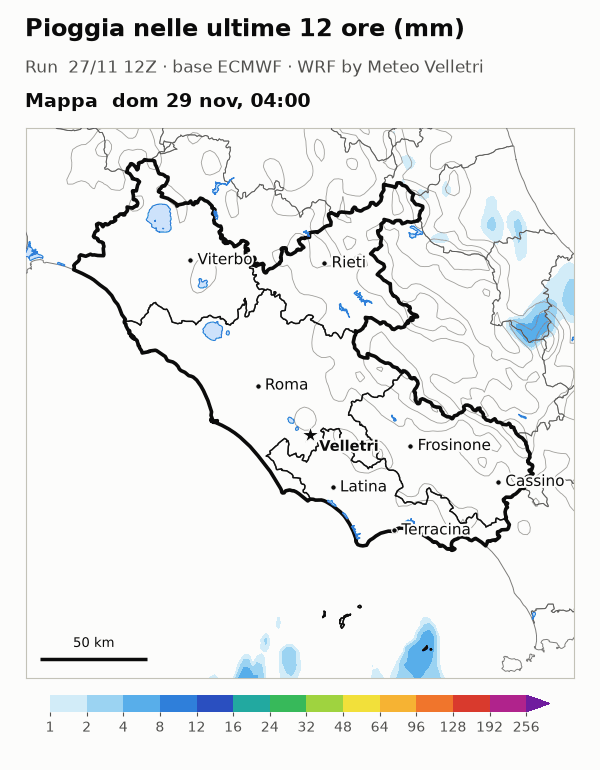 Pioggia nelle ultime 12 ore (mm)
Run  27/11 12Z · base ECMWF · WRF by Meteo Velletri
Mappa  dom 29 nov, 04:00
Viterbo
Rieti
Roma
Velletri
Frosinone
Latina
Cassino
Terracina
50 km
1 2 4 8 12 16 24 32 48 64 96 128 192 256